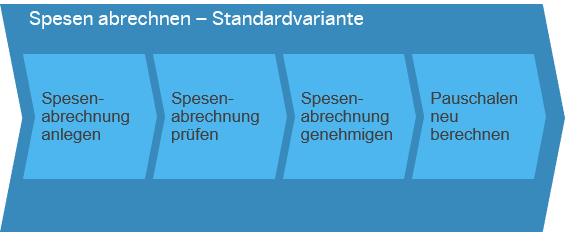 Spesen abrechnen – Standardvariante
Spesen-
abrechnung
anlegen
Spesen-
abrechnung
prüfen
Spesen-
abrechnung
genehmigen
Pauschalen
neu
berechnen